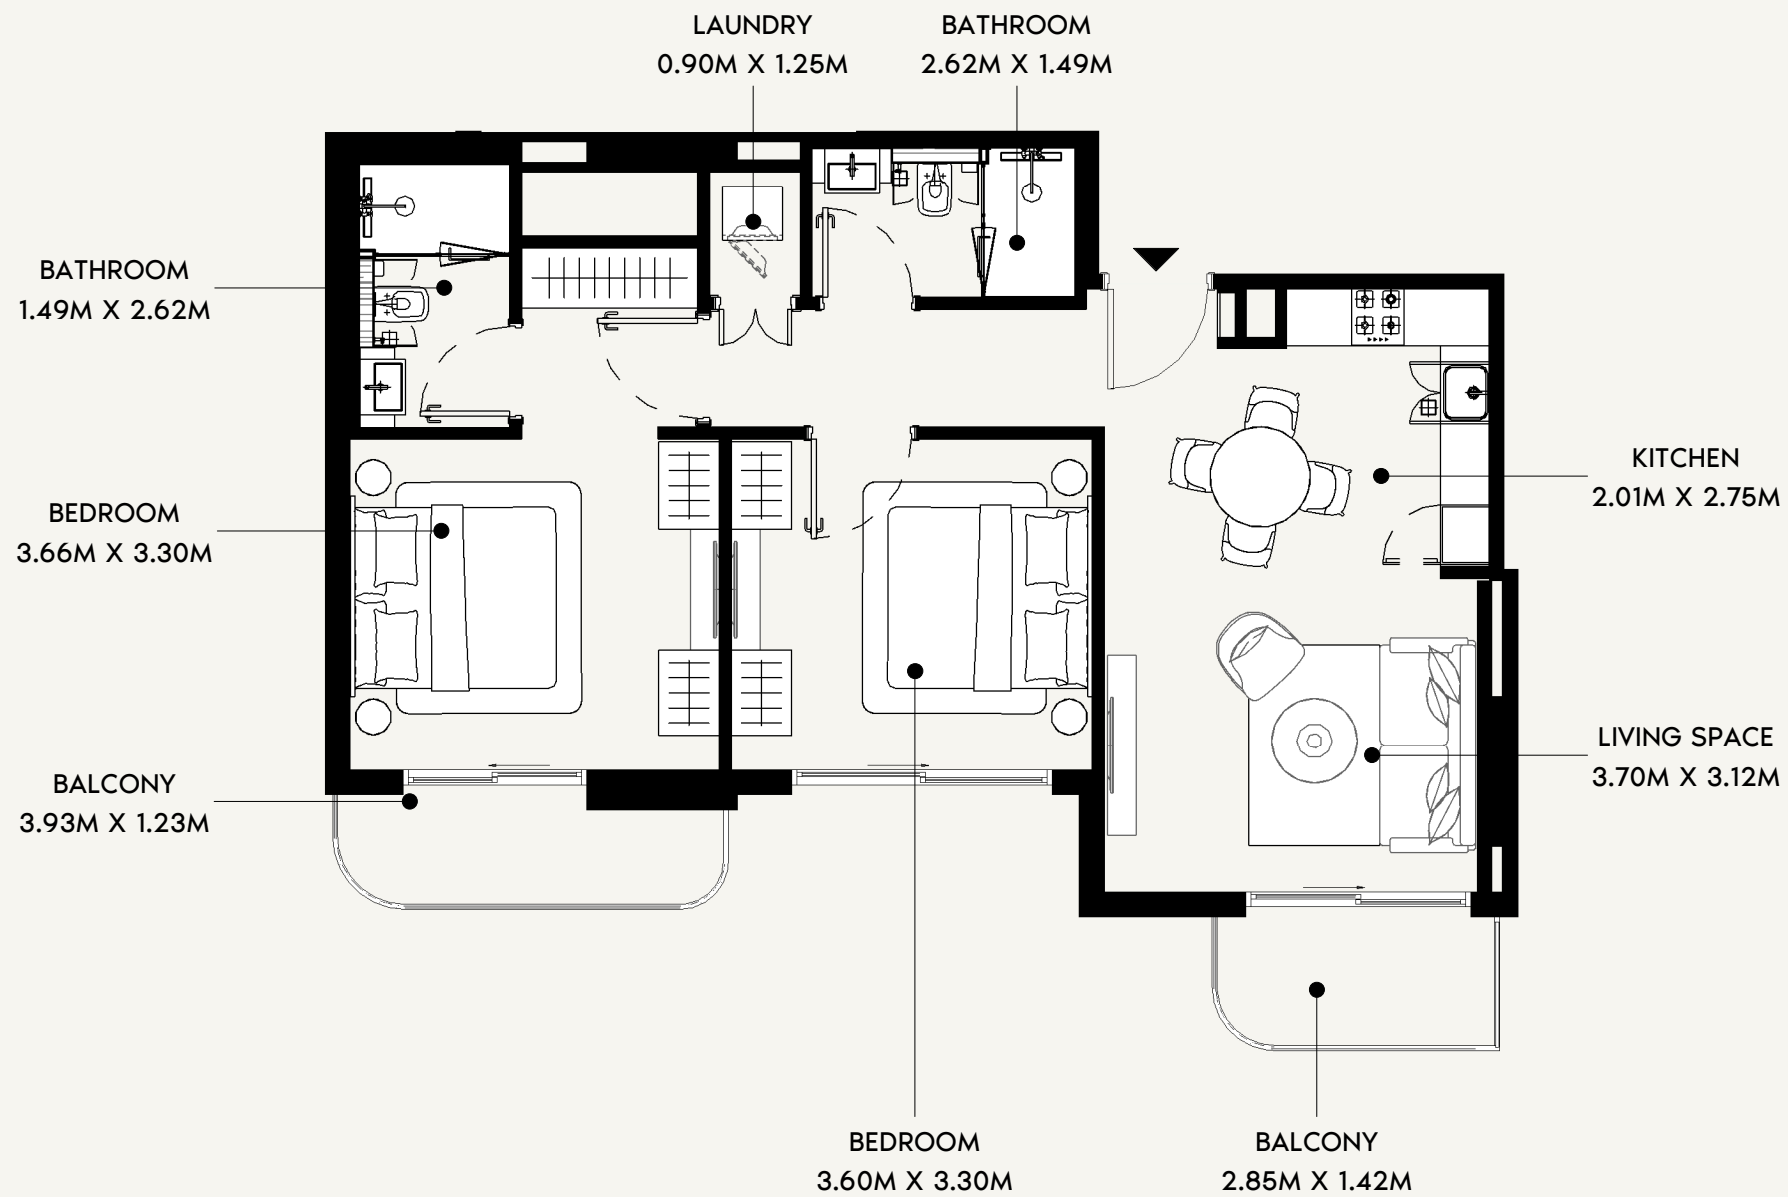 LAUNDRY
0.90M X 1.25M
BATHROOM
2.62M X 1.49M
BATHROOM
1.49M X 2.62M
BEDROOM
3.66M X 3.30M
BALCONY
3.93M X 1.23M
KITCHEN
2.01M X 2.75M
LIVING SPACE
3.70M X 3.12M
BEDROOM
3.60M X 3.30M
BALCONY
2.85M X 1.42M